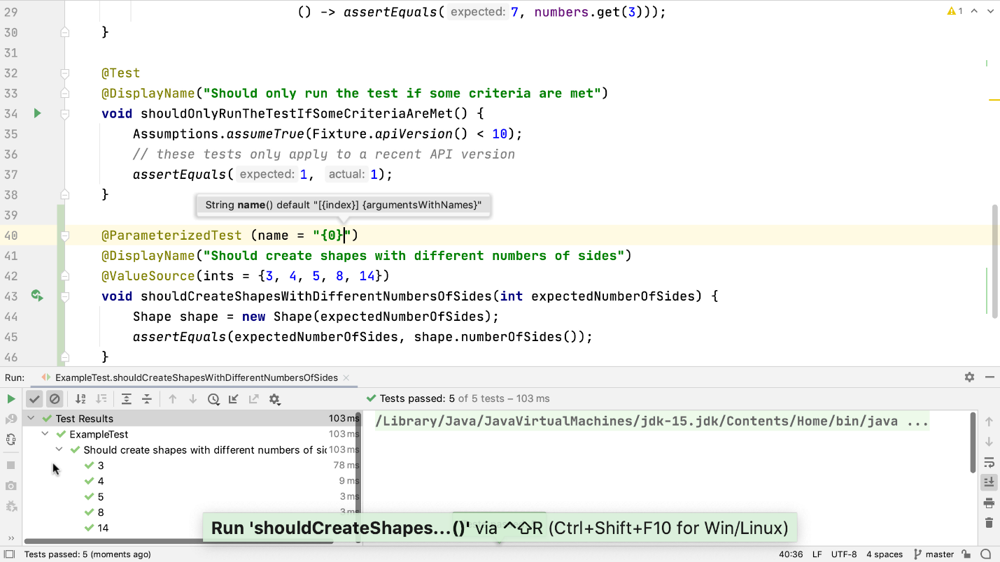 29 () -> assertEquals( expected: 7, numbers.get(3)));
1
30 }
31
32 @Test
33 @DisplayName("Should only run the test if some criteria are met")
34 void shouldOnlyRunTheTestIfSomeCriteriaAreMet() {
35 Assumptions.assumeTrue(Fixture.apiVersion() < 10);
36 // these tests only apply to a recent API version
37 assertEquals( expected: 1, actual: 1);
38 }
String name() default "[{index}] {argumentsWithNames}"
39
40 @ParameterizedTest (name = "{0}")
41 @DisplayName("Should create shapes with different numbers of sides")
42 @ValueSource(ints = {3, 4, 5, 8, 14})
43 void shouldCreateShapesWithDifferentNumbersOfSides(int expectedNumberOfSides) {
44 Shape shape = new Shape(expectedNumberOfSides);
45 assertEquals(expectedNumberOfSides, shape.numberOfSides());
46 }
Run: ExampleTest.shouldCreateShapesWithDifferentNumbersOfSides
Tests passed: 5 of 5 tests – 103 ms
Test Results 103 ms
/Library/Java/JavaVirtualMachines/jdk-15.jdk/Contents/Home/bin/java ...
ExampleTest 103 ms
Should create shapes with different numbers of sid 103 ms
3 78 ms
4 9 ms
5 3 ms
8 3 ms
14
Run 'shouldCreateShapes...()' via ⌃⇧R (Ctrl+Shift+F10 for Win/Linux)
Tests passed: 5 (moments ago) 40:36 LF UTF-8 4 spaces master